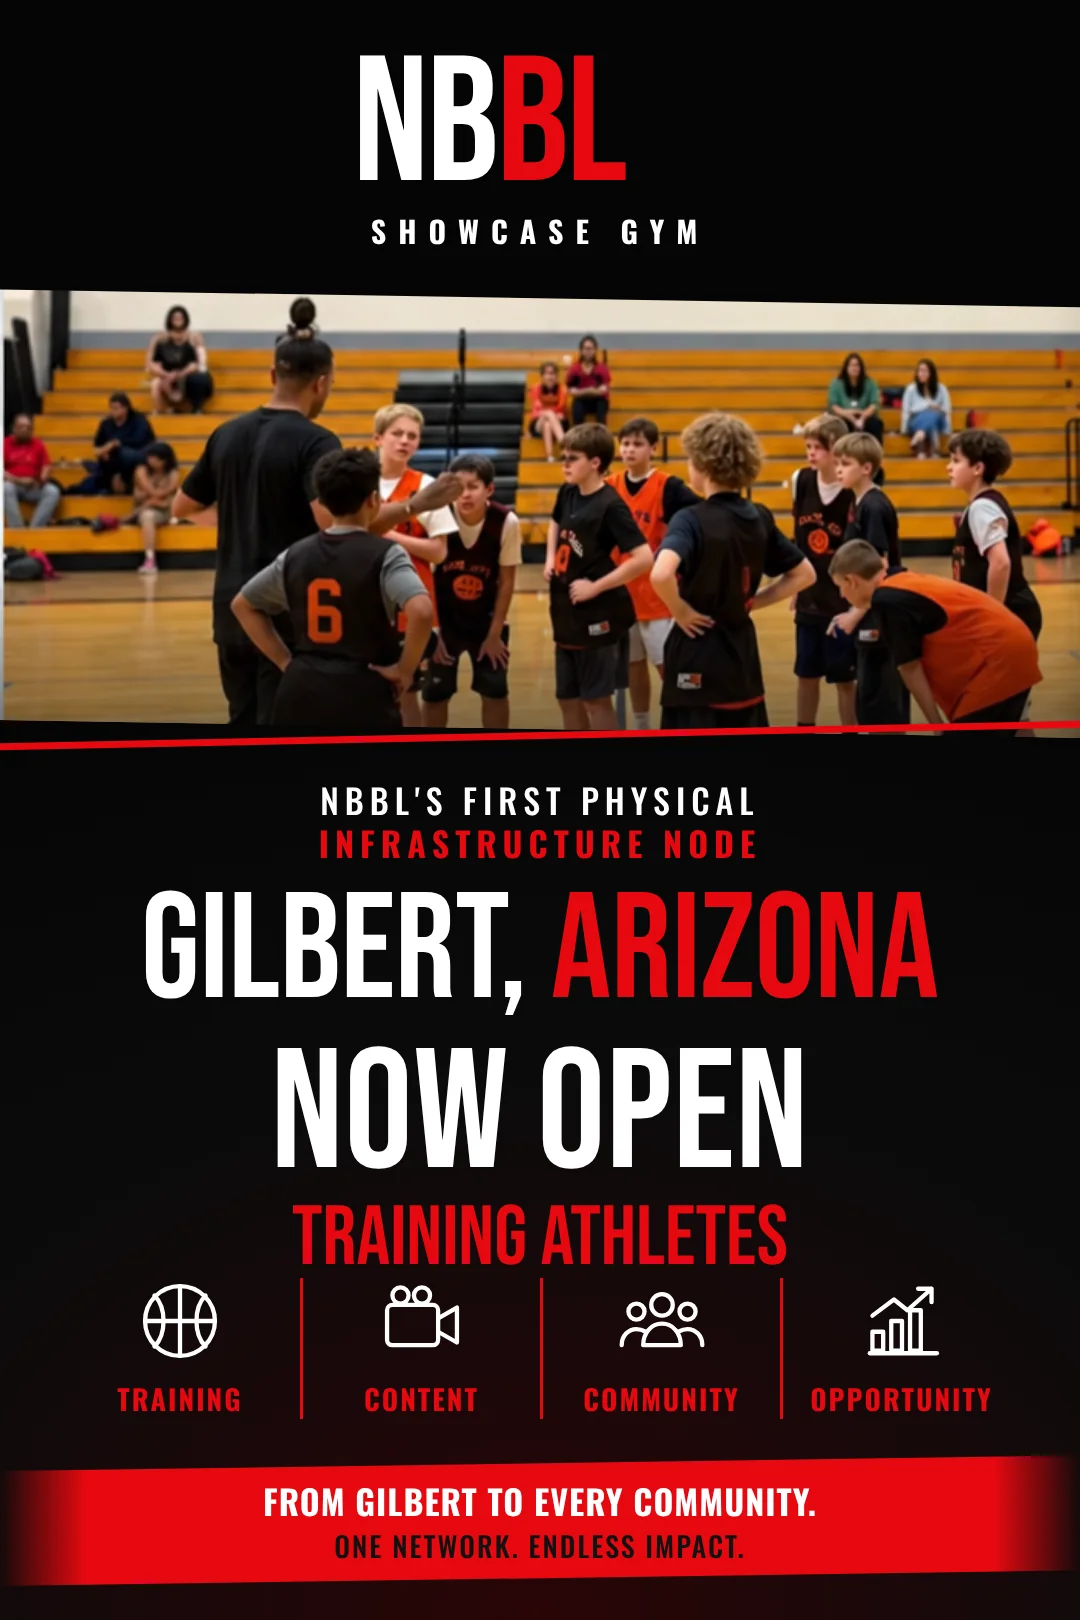 NBBL
SHOWCASE GYM
6
NBBL'S FIRST PHYSICAL
INFRASTRUCTURE NODE
GILBERT, ARIZONA
NOW OPEN
TRAINING ATHLETES
TRAINING
CONTENT
COMMUNITY
OPPORTUNITY
FROM GILBERT TO EVERY COMMUNITY.
ONE NETWORK. ENDLESS IMPACT.